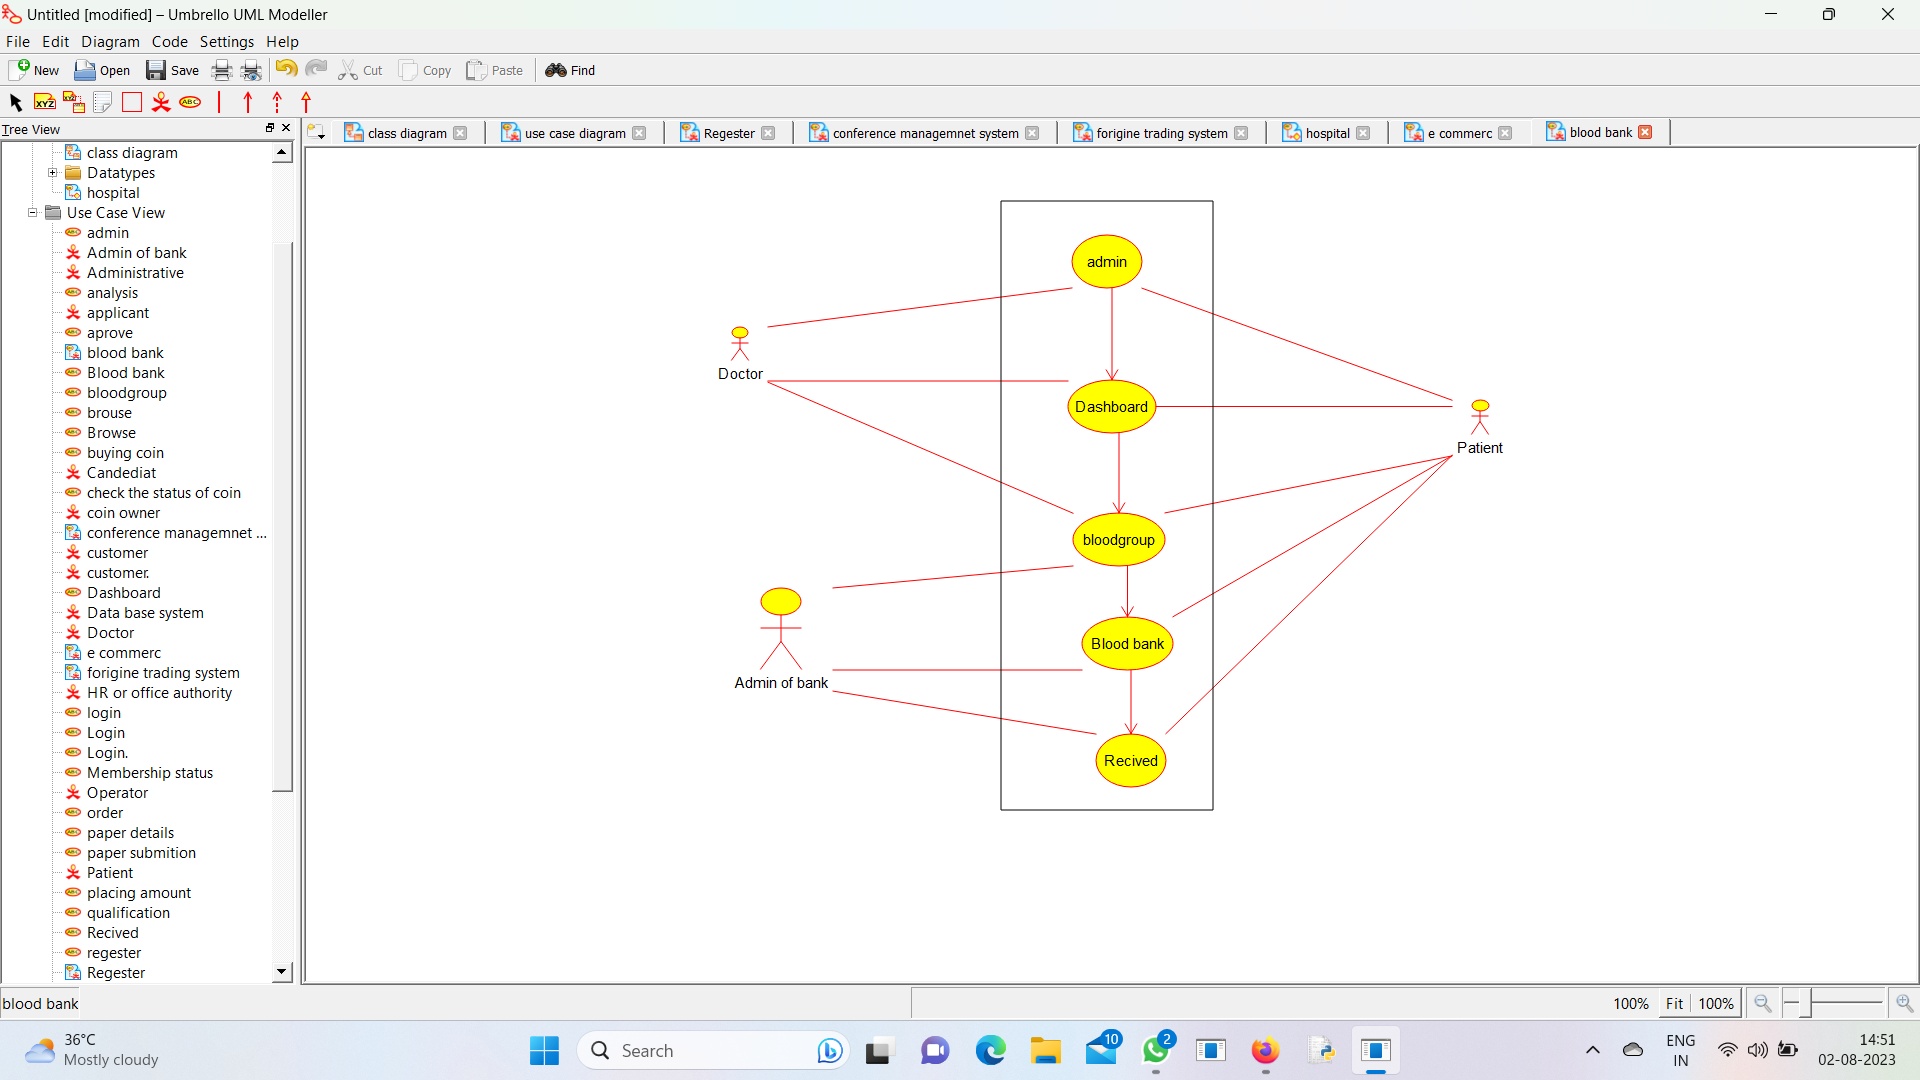 Untitled [modified] – Umbrello UML Modeller
File Edit Diagram Code Settings Help
New Open Save Cut Copy Paste Find
XYZ XYZ ABC
Tree View
class diagram use case diagram Regester conference managemnet system forigine trading system hospital e commerc blood bank
class diagram
Datatypes
hospital
Use Case View
admin
Admin of bank
Administrative
analysis
applicant
aprove
blood bank
Blood bank
bloodgroup
brouse
Browse
buying coin
Candediat
check the status of coin
coin owner
conference managemnet ...
customer
customer.
Dashboard
Data base system
Doctor
e commerc
forigine trading system
HR or office authority
login
Login
Login.
Membership status
Operator
order
paper details
paper submition
Patient
placing amount
qualification
Recived
regester
Regester
admin
Doctor
Dashboard
Patient
bloodgroup
Blood bank
Admin of bank
Recived
blood bank
100% Fit 100%
36°C
Mostly cloudy
Search
10
2
ENG
IN
14:51
02-08-2023